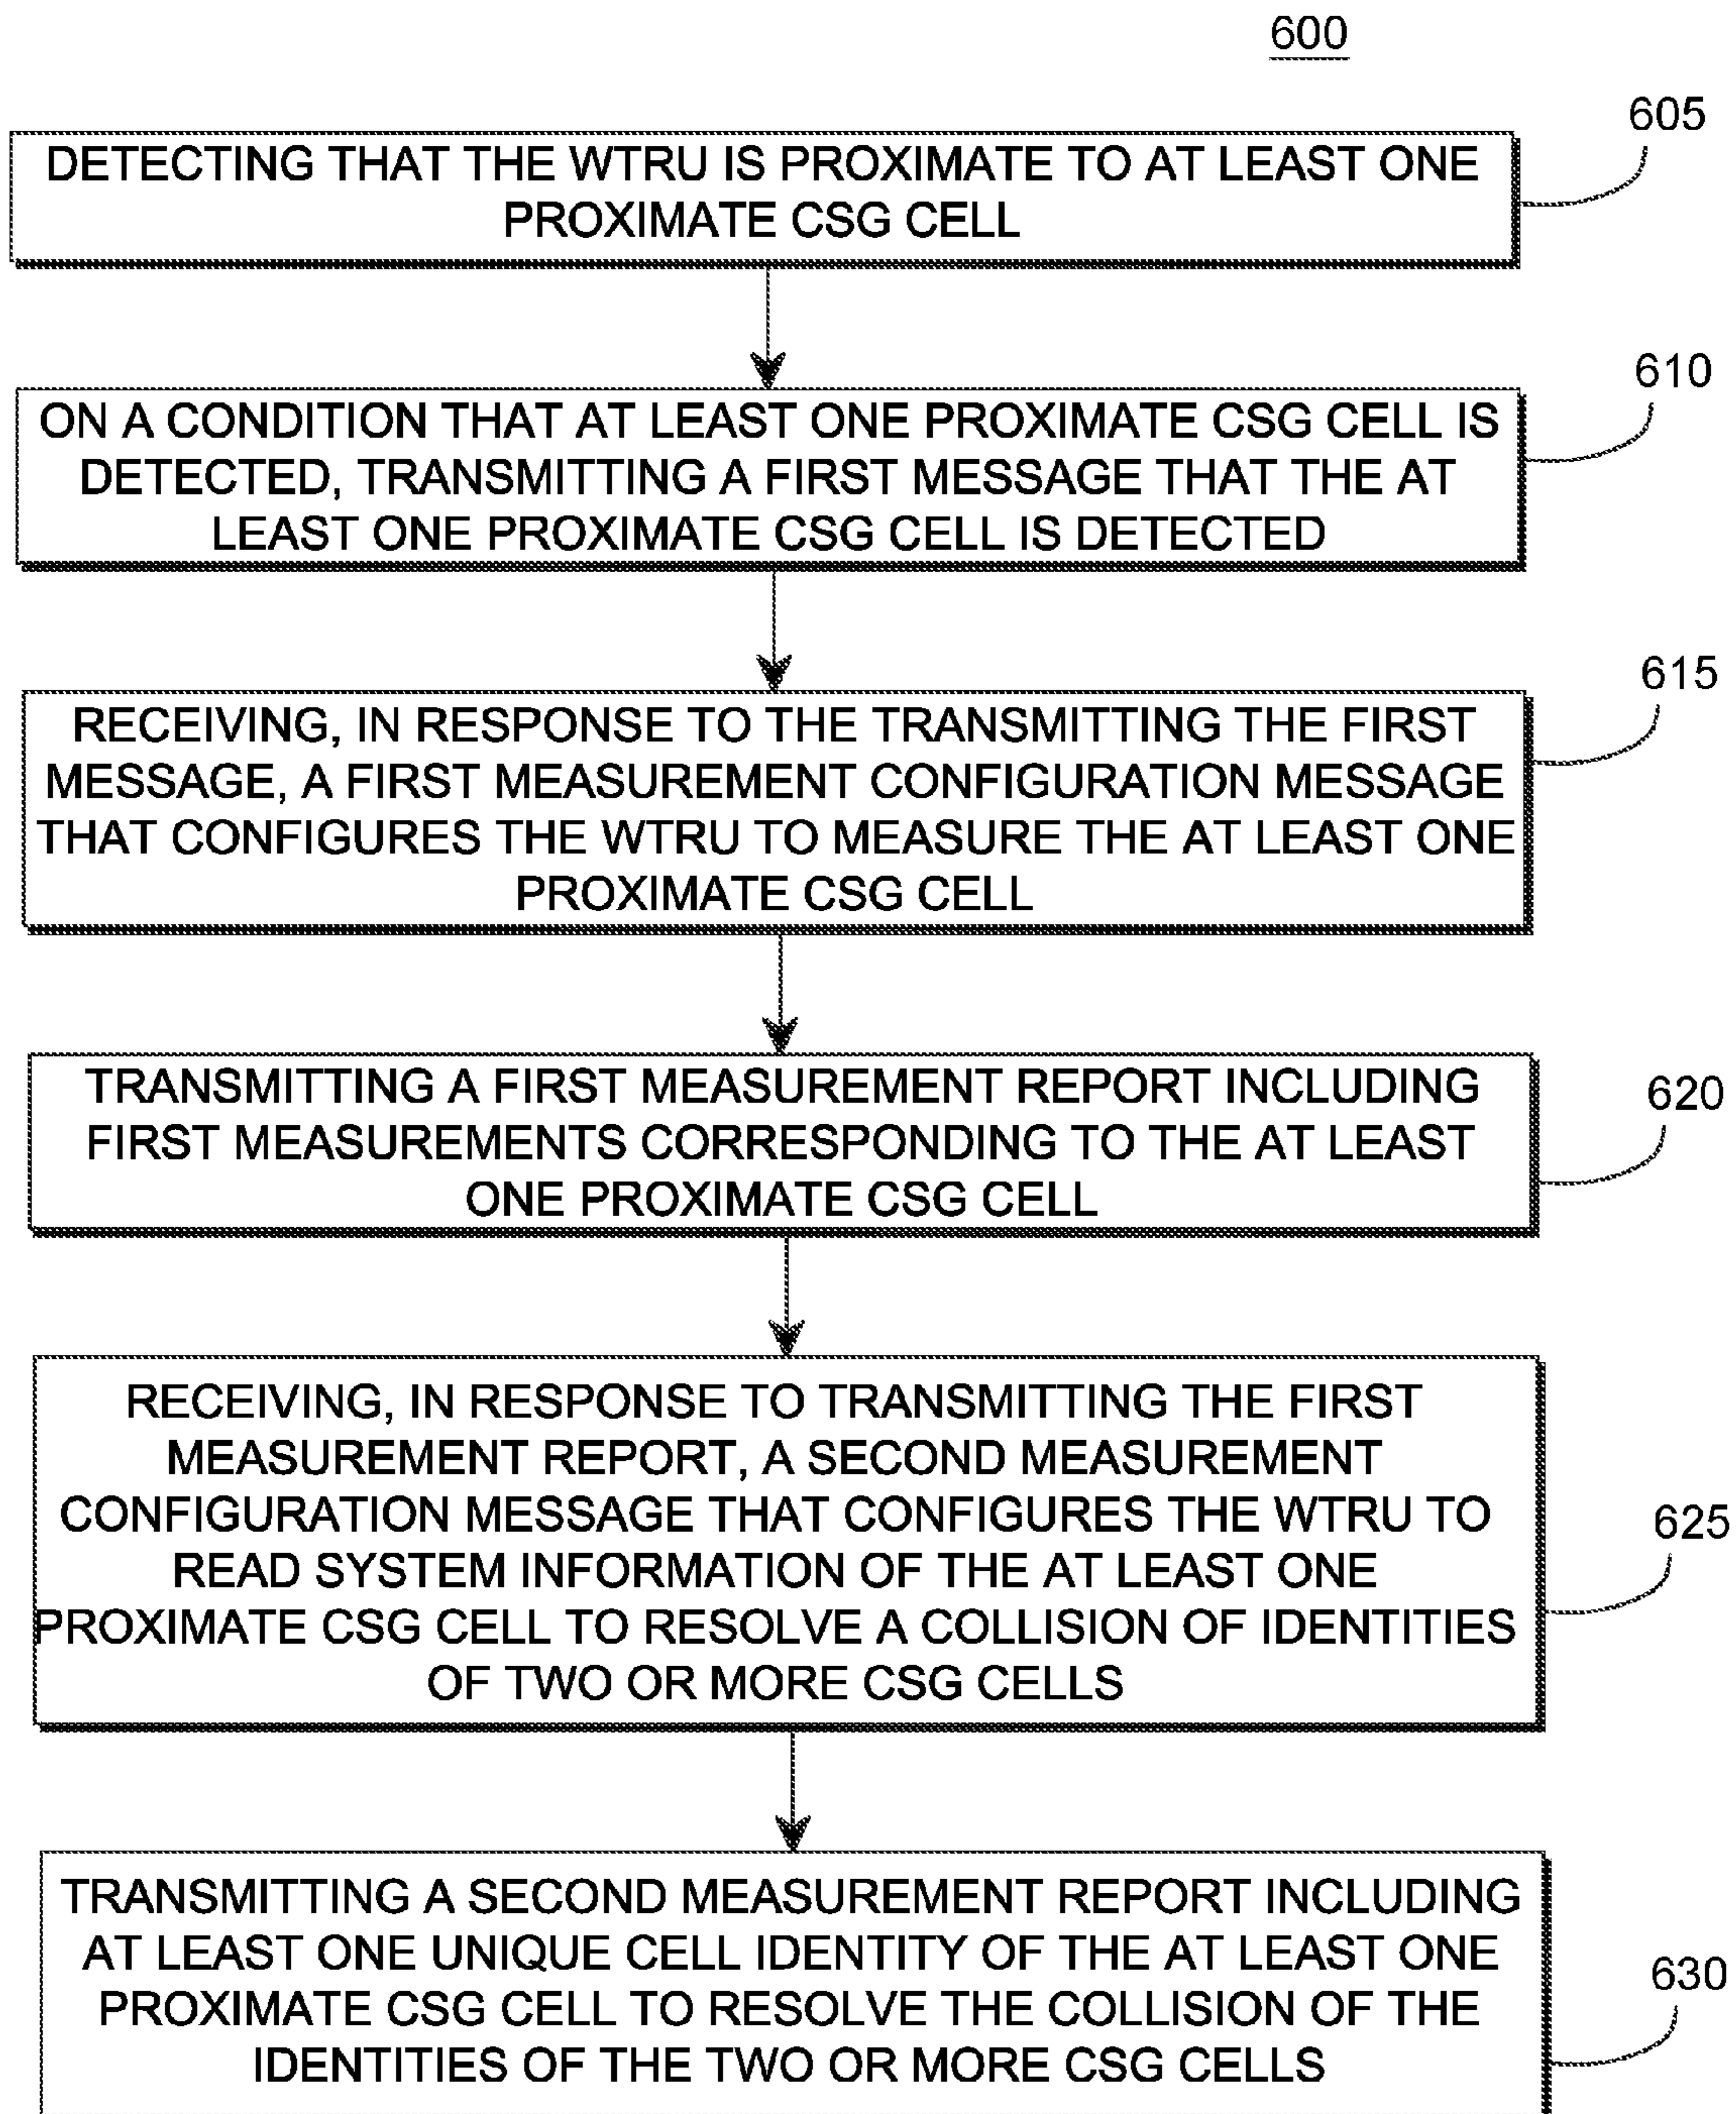 600
605
DETECTING THAT THE WTRU IS PROXIMATE TO AT LEAST ONE
PROXIMATE CSG CELL
610
ON A CONDITION THAT AT LEAST ONE PROXIMATE CSG CELL IS
DETECTED, TRANSMITTING A FIRST MESSAGE THAT THE AT
LEAST ONE PROXIMATE CSG CELL IS DETECTED
615
RECEIVING, IN RESPONSE TO THE TRANSMITTING THE FIRST
MESSAGE, A FIRST MEASUREMENT CONFIGURATION MESSAGE
THAT CONFIGURES THE WTRU TO MEASURE THE AT LEAST ONE
PROXIMATE CSG CELL
620
TRANSMITTING A FIRST MEASUREMENT REPORT INCLUDING
FIRST MEASUREMENTS CORRESPONDING TO THE AT LEAST
ONE PROXIMATE CSG CELL
625
RECEIVING, IN RESPONSE TO TRANSMITTING THE FIRST
MEASUREMENT REPORT, A SECOND MEASUREMENT
CONFIGURATION MESSAGE THAT CONFIGURES THE WTRU TO
READ SYSTEM INFORMATION OF THE AT LEAST ONE
PROXIMATE CSG CELL TO RESOLVE A COLLISION OF IDENTITIES
OF TWO OR MORE CSG CELLS
630
TRANSMITTING A SECOND MEASUREMENT REPORT INCLUDING
AT LEAST ONE UNIQUE CELL IDENTITY OF THE AT LEAST ONE
PROXIMATE CSG CELL TO RESOLVE THE COLLISION OF THE
IDENTITIES OF THE TWO OR MORE CSG CELLS